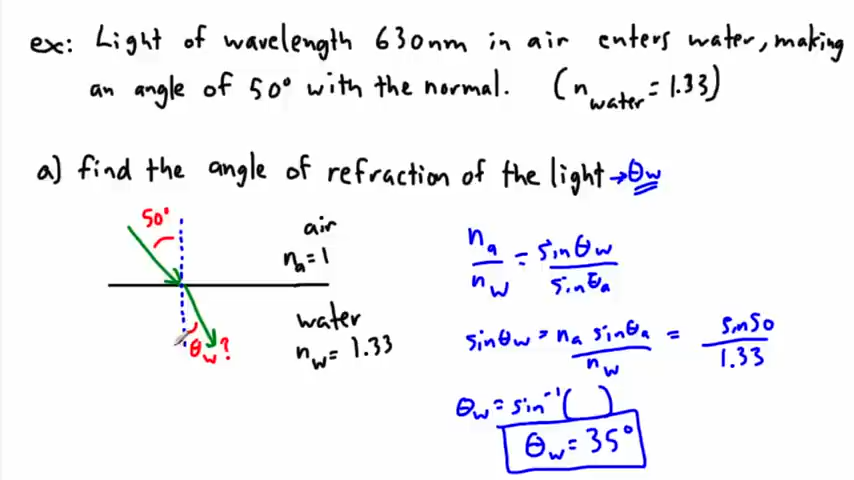 ex: Light of wavelength 630nm in air enters water, making
an angle of 50° with the normal. (n_water = 1.33)
a) find the angle of refraction of the light → θw
50°
air
na = 1
water
nw = 1.33
θw?
na/nw = sinθw/sinθa
sinθw = na sinθa/nw = sin50/1.33
θw = sin⁻¹( )
θw = 35°